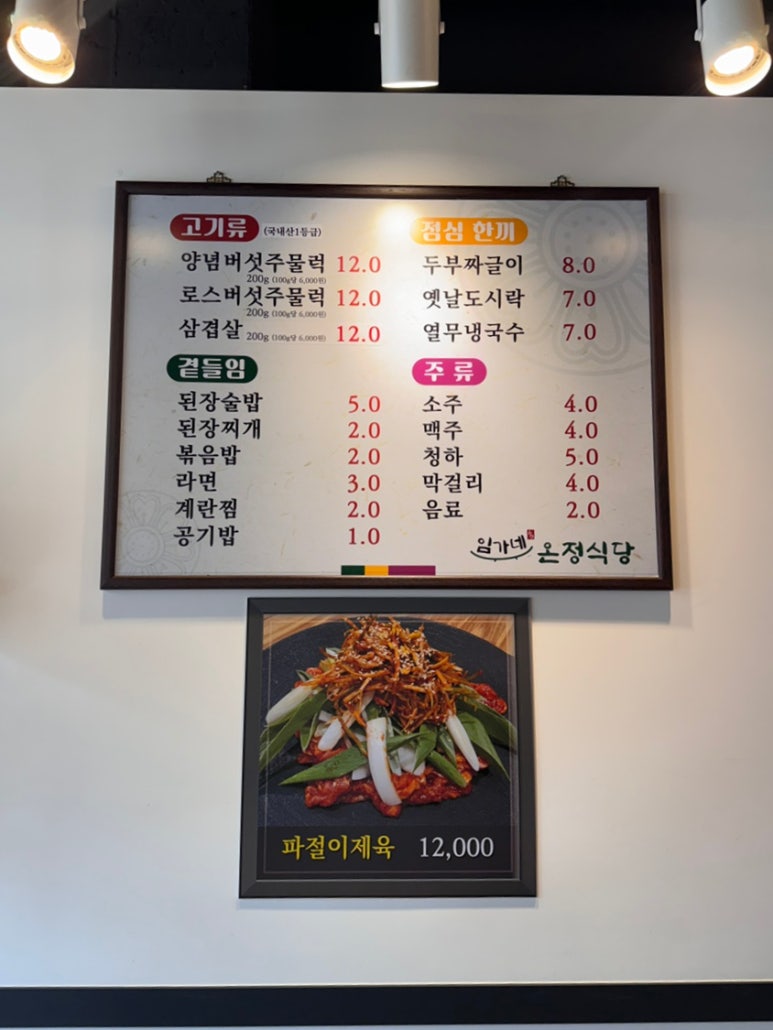 고기류 (국내산1등급)
양념버섯주물럭 12.0
200g (100g당 6,000원)
로스버섯주물럭 12.0
200g (100g당 6,000원)
삼겹살 200g (100g당 6,000원) 12.0
곁들임
된장술밥 5.0
된장찌개 2.0
볶음밥 2.0
라면 3.0
계란찜 2.0
공기밥 1.0
점심 한끼
두부짜글이 8.0
옛날도시락 7.0
열무냉국수 7.0
주류
소주 4.0
맥주 4.0
청하 5.0
막걸리 4.0
음료 2.0
임가네 온정식당
파절이제육 12,000